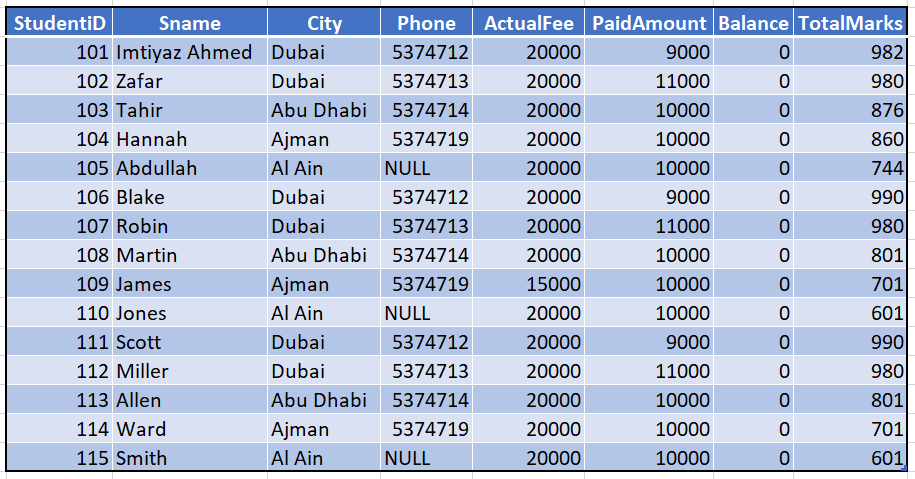 StudentiD Sname City Phone ActualFee PaidAmount Balance TotalMarks
101 Imtiyaz Ahmed Dubai 5374712 20000 9000 0 982
102 Zafar Dubai 5374713 20000 11000 0 980
103 Tahir Abu Dhabi 5374714 20000 10000 0 876
104 Hannah Ajman 5374719 20000 10000 0 860
105 Abdullah Al Ain NULL 20000 10000 0 744
106 Blake Dubai 5374712 20000 9000 0 990
107 Robin Dubai 5374713 20000 11000 0 980
108 Martin Abu Dhabi 5374714 20000 10000 0 801
109 James Ajman 5374719 15000 10000 0 701
110 Jones Al Ain NULL 20000 10000 0 601
111 Scott Dubai 5374712 20000 9000 0 990
112 Miller Dubai 5374713 20000 11000 0 980
113 Allen Abu Dhabi 5374714 20000 10000 0 801
114 Ward Ajman 5374719 20000 10000 0 701
115 Smith Al Ain NULL 20000 10000 0 601